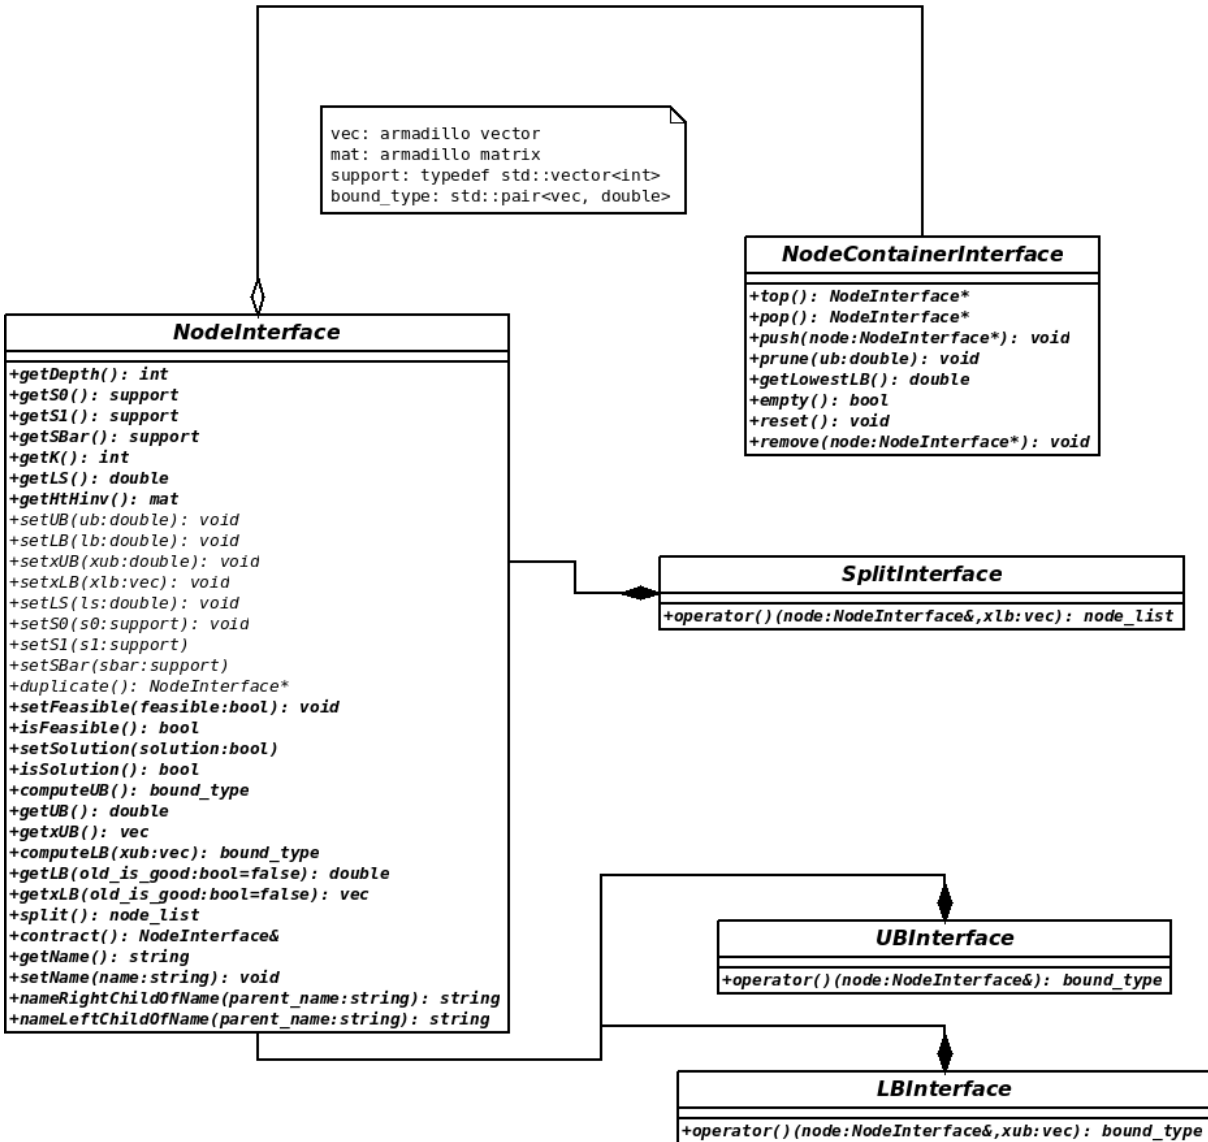 vec: armadillo vector
mat: armadillo matrix
support: typedef std::vector<int>
bound_type: std::pair<vec, double>
NodeContainerInterface
+top(): NodeInterface*
+pop(): NodeInterface*
+push(node:NodeInterface*): void
+prune(ub:double): void
+getLowestLB(): double
+empty(): bool
+reset(): void
+remove(node:NodeInterface*): void
NodeInterface
+getDepth(): int
+getS0(): support
+getS1(): support
+getSBar(): support
+getK(): int
+getLS(): double
+getHtHinv(): mat
+setUB(ub:double): void
+setLB(lb:double): void
+setxUB(xub:double): void
+setxLB(xlb:vec): void
+setLS(ls:double): void
+setS0(s0:support): void
+setS1(s1:support)
+setSBar(sbar:support)
+duplicate(): NodeInterface*
+setFeasible(feasible:bool): void
+isFeasible(): bool
+setSolution(solution:bool)
+isSolution(): bool
+computeUB(): bound_type
+getUB(): double
+getxUB(): vec
+computeLB(xub:vec): bound_type
+getLB(old_is_good:bool=false): double
+getxLB(old_is_good:bool=false): vec
+split(): node_list
+contract(): NodeInterface&
+getName(): string
+setName(name:string): void
+nameRightChildOfName(parent_name:string): string
+nameLeftChildOfName(parent_name:string): string
SplitInterface
+operator()(node:NodeInterface&,xlb:vec): node_list
UBInterface
+operator()(node:NodeInterface&): bound_type
LBInterface
+operator()(node:NodeInterface&,xub:vec): bound_type